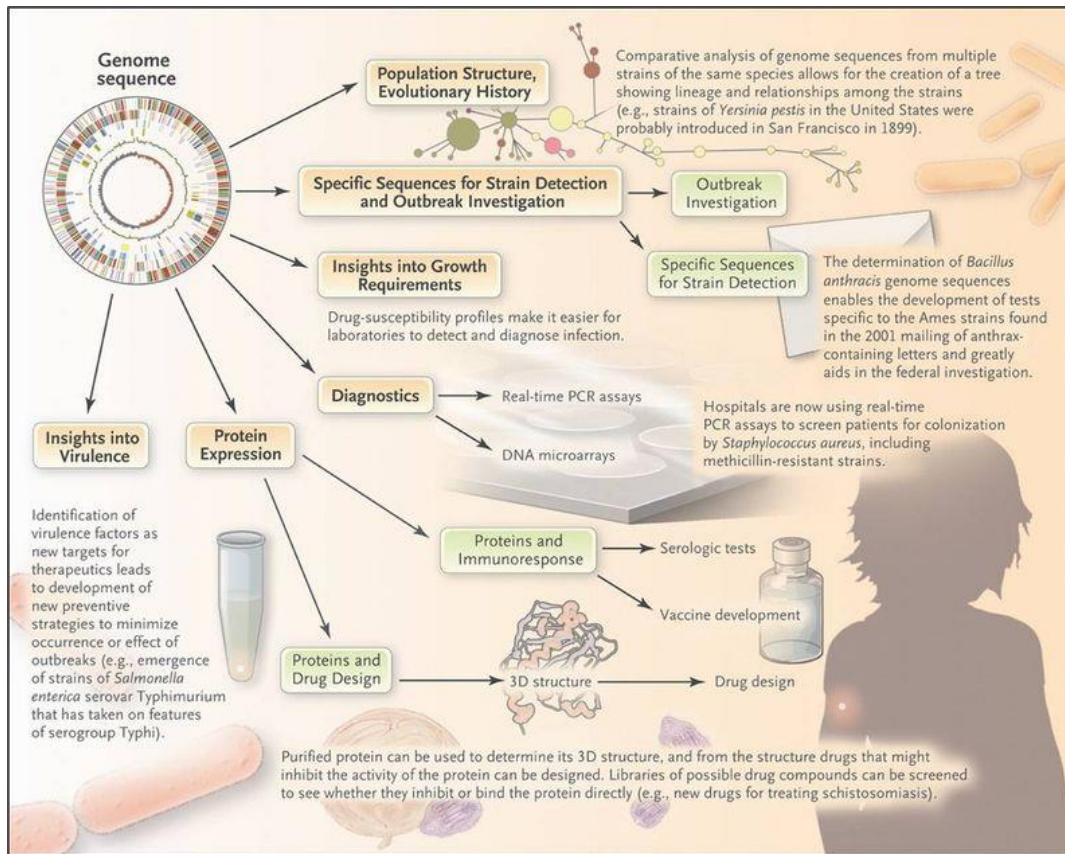 Genome
sequence
Population Structure,
Evolutionary History
Comparative analysis of genome sequences from multiple
strains of the same species allows for the creation of a tree
showing lineage and relationships among the strains
(e.g., strains of Yersinia pestis in the United States were
probably introduced in San Francisco in 1899).
Specific Sequences for Strain Detection
and Outbreak Investigation
Outbreak
Investigation
Specific Sequences
for Strain Detection
The determination of Bacillus
anthracis genome sequences
enables the development of tests
specific to the Ames strains found
in the 2001 mailing of anthrax-
containing letters and greatly
aids in the federal investigation.
Insights into Growth
Requirements
Drug-susceptibility profiles make it easier for
laboratories to detect and diagnose infection.
Diagnostics
Real-time PCR assays
DNA microarrays
Hospitals are now using real-time
PCR assays to screen patients for colonization
by Staphylococcus aureus, including
methicillin-resistant strains.
Insights into
Virulence
Protein
Expression
Identification of
virulence factors as
new targets for
therapeutics leads
to development of
new preventive
strategies to minimize
occurrence or effect of
outbreaks (e.g., emergence
of strains of Salmonella
enterica serovar Typhimurium
that has taken on features
of serogroup Typhi).
Proteins and
Immunoresponse
Serologic tests
Vaccine development
Proteins and
Drug Design
3D structure
Drug design
Purified protein can be used to determine its 3D structure, and from the structure drugs that might
inhibit the activity of the protein can be designed. Libraries of possible drug compounds can be screened
to see whether they inhibit or bind the protein directly (e.g., new drugs for treating schistosomiasis).